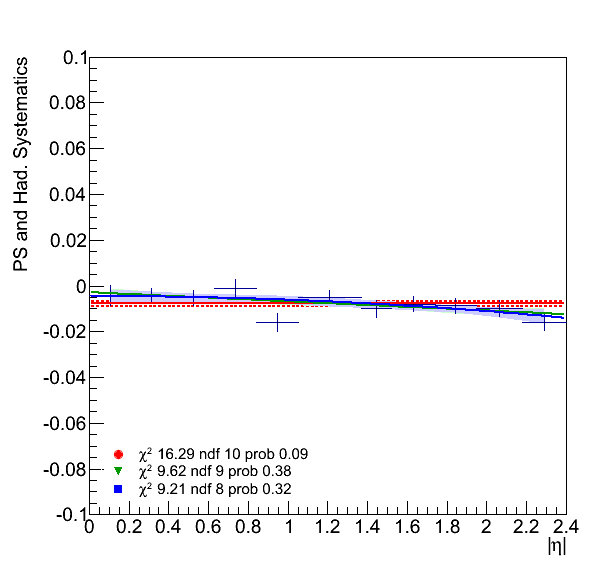 PS and Had. Systematics
0.1
0.08
0.06
0.04
0.02
0
-0.02
-0.04
-0.06
-0.08
-0.1
χ² 16.29 ndf 10 prob 0.09
χ² 9.62 ndf 9 prob 0.38
χ² 9.21 ndf 8 prob 0.32
0 0.2 0.4 0.6 0.8 1 1.2 1.4 1.6 1.8 2 2.2 2.4
|η|